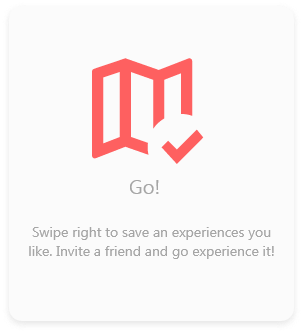 Go!
Swipe right to save an experiences you
like. Invite a friend and go experience it!